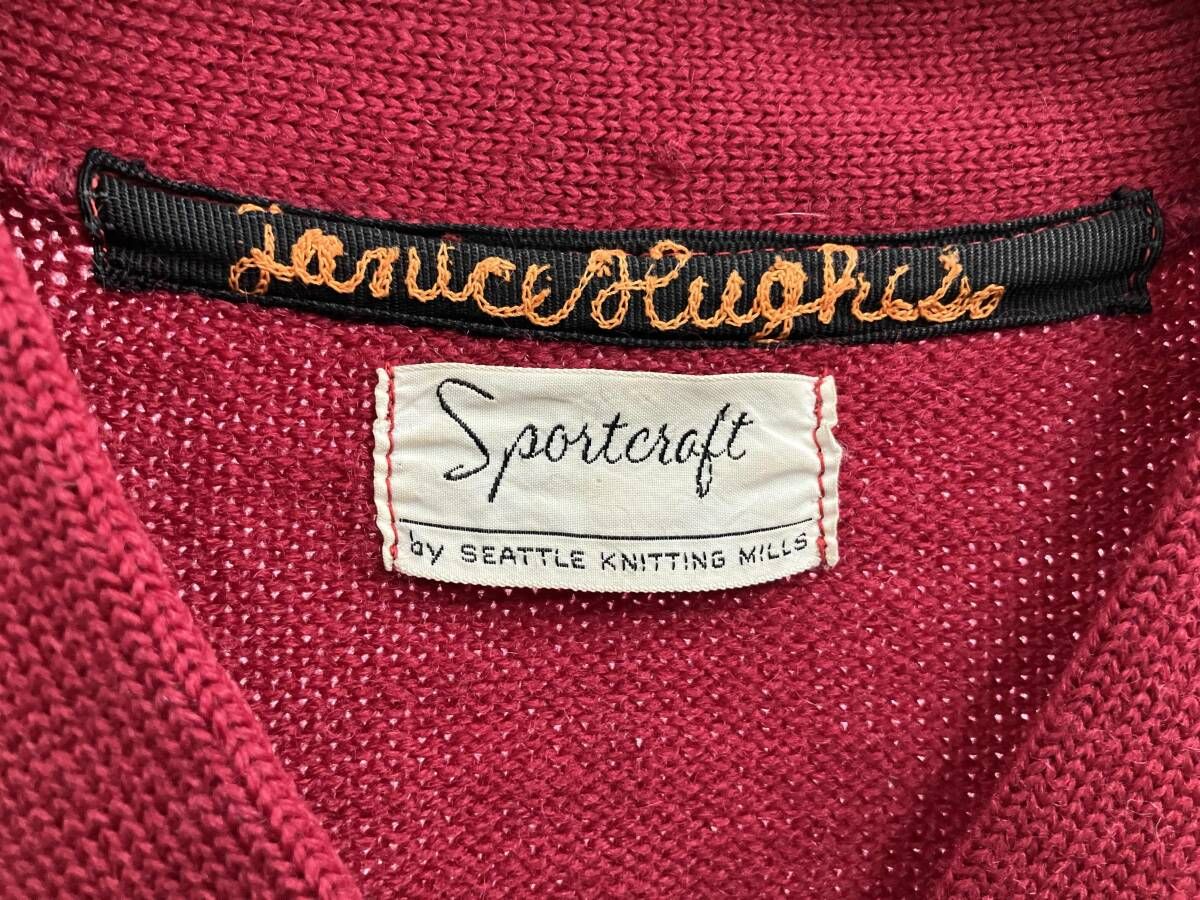 Janice Hughes
Sportcraft
by SEATTLE KNITTING MILLS